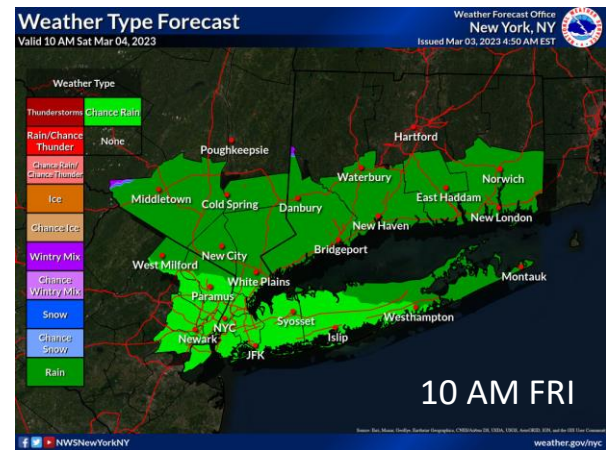 Weather Type Forecast
Valid 10 AM Sat Mar 04, 2023
Weather Forecast Office
New York, NY
Issued Mar 03, 2023 4:50 AM EST
Weather Type
Thunderstorms
Chance Rain
Rain/Chance
Thunder
None
Chance Rain/
Chance Thunder
Ice
Chance Ice
Wintry Mix
Chance
Wintry Mix
Snow
Chance
Snow
Rain
Poughkeepsie
Hartford
Waterbury
Norwich
Middletown
Cold Spring
Danbury
East Haddam
New London
New Haven
Bridgeport
New City
West Milford
White Plains
Montauk
Paramus
Syosset
Westhampton
NYC
Newark
Islip
JFK
10 AM FRI
NWSNewYorkNY
weather.gov/nyc